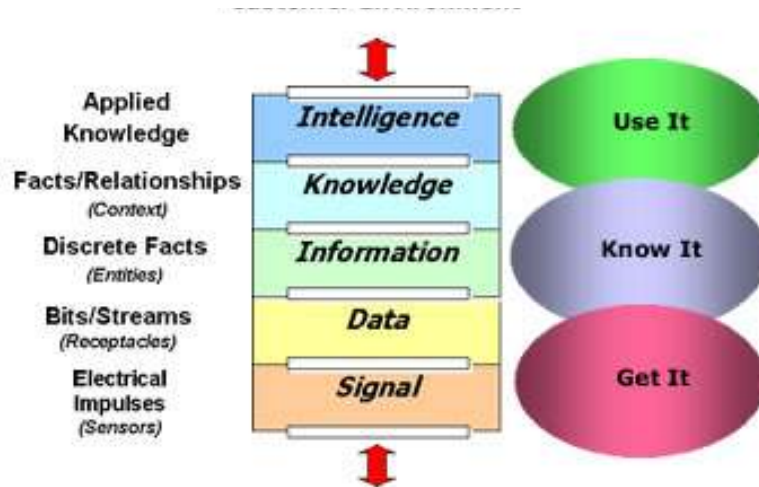 Applied
Knowledge
Intelligence
Use It
Facts/Relationships
(Context)
Knowledge
Discrete Facts
(Entities)
Information
Know It
Bits/Streams
(Receptacles)
Data
Electrical
Impulses
(Sensors)
Signal
Get It